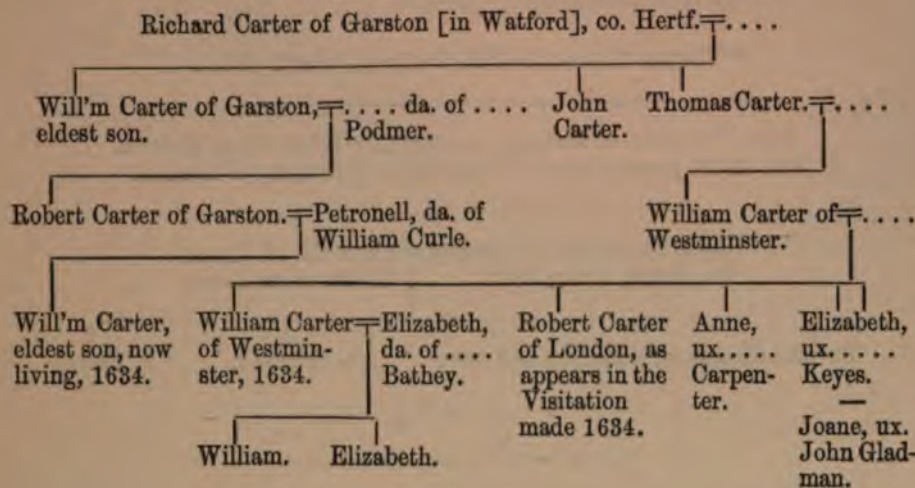 Richard Carter of Garston [in Watford], co. Hertf.=. . . .
Will'm Carter of Garston,=. . . . da. of . . . .
eldest son.
Podmer.
John
Carter.
Thomas Carter.=. . . .
Robert Carter of Garston.=Petronell, da. of
William Curle.
William Carter of=. . . .
Westminster.
Will'm Carter,
eldest son, now
living, 1634.
William Carter=Elizabeth,
of Westmin-
ster, 1634.
da. of . . . .
Bathey.
Robert Carter
of London, as
appears in the
Visitation
made 1634.
Anne,
ux. . . . .
Carpen-
ter.
Elizabeth,
ux. . . . .
Keyes.
—
Joane, ux.
John Glad-
man.
William.
Elizabeth.